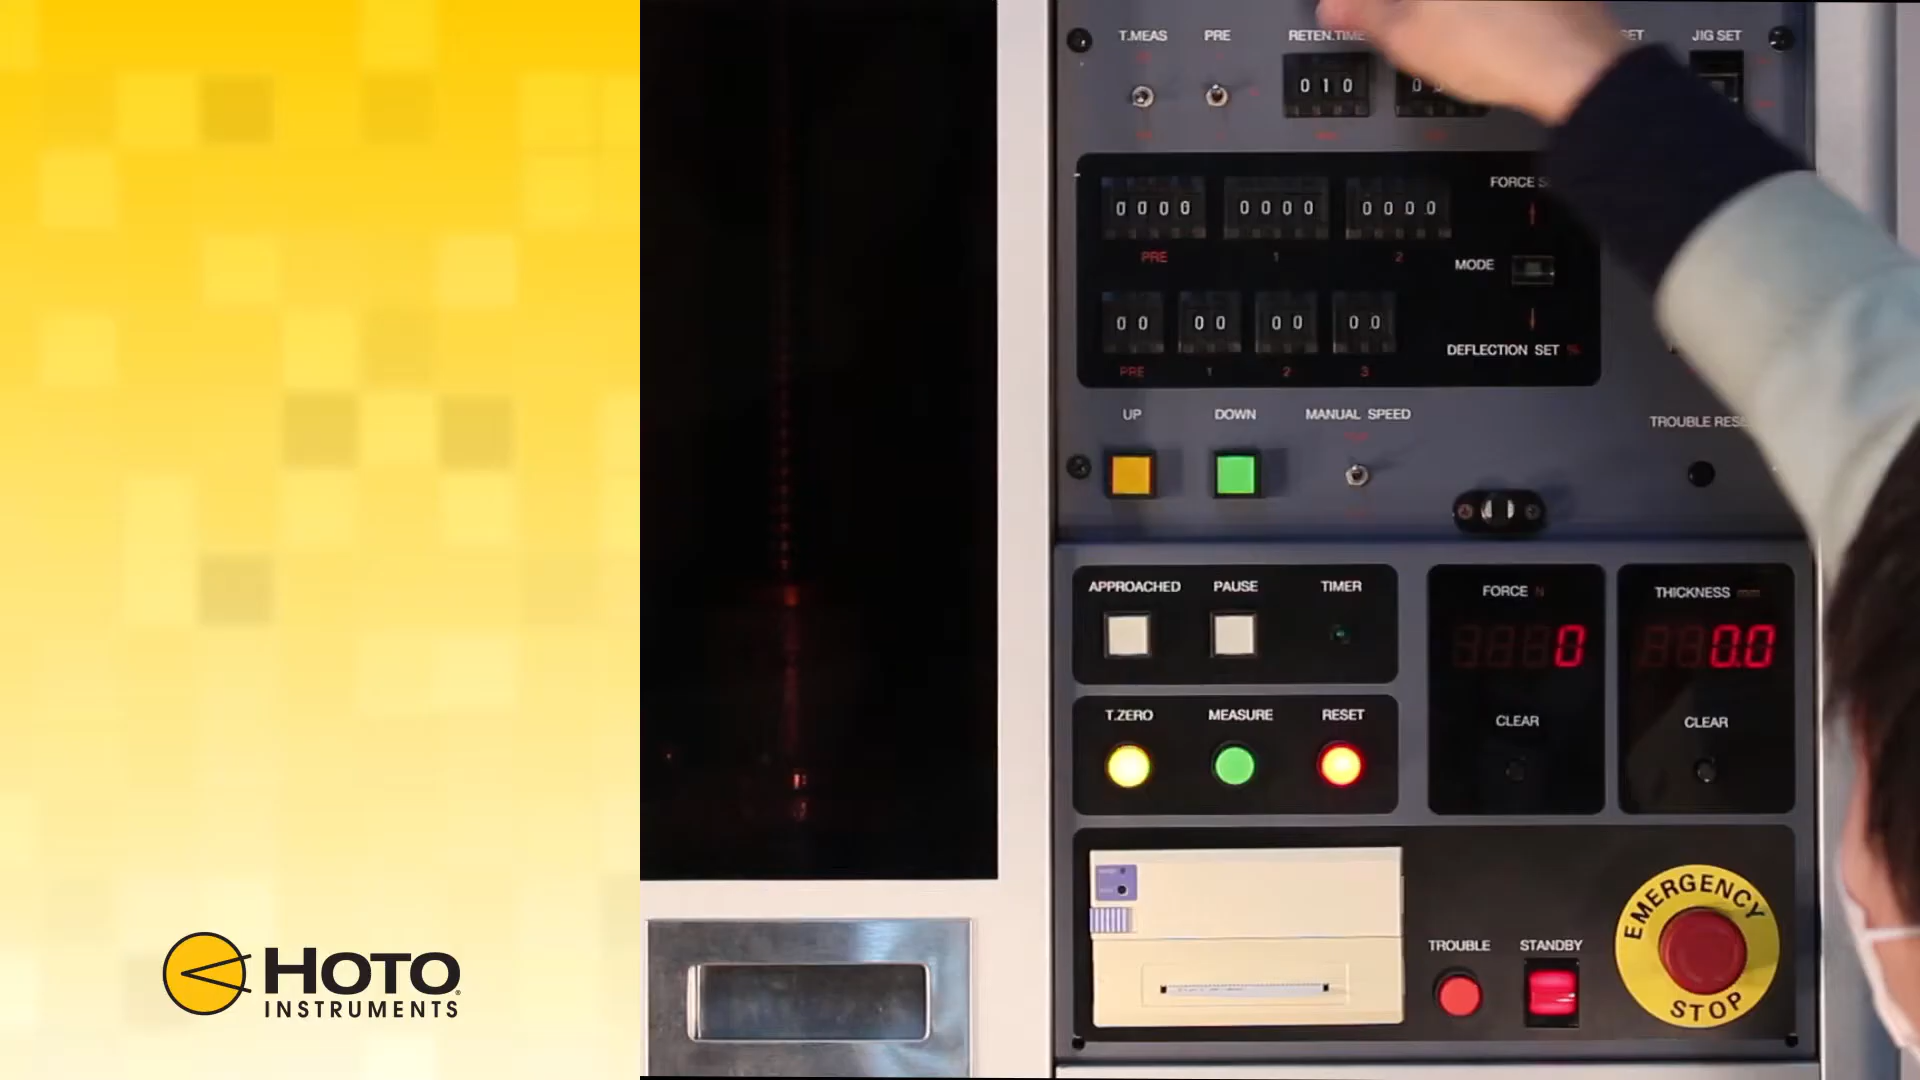 T.MEAS PRE RETEN.TIME JIG SET
0 1 0
FORCE
0 0 0 0 0 0 0 0 0 0 0 0
PRE 1 2
MODE
0 0 0 0 0 0 0 0
DEFLECTION SET %
PRE 1 2 3
UP DOWN MANUAL SPEED
TROUBLE
APPROACHED PAUSE TIMER
FORCE N
THICKNESS mm
0
0.0
T.ZERO MEASURE RESET
CLEAR
CLEAR
TROUBLE STANDBY
EMERGENCY
STOP
HOTO
INSTRUMENTS